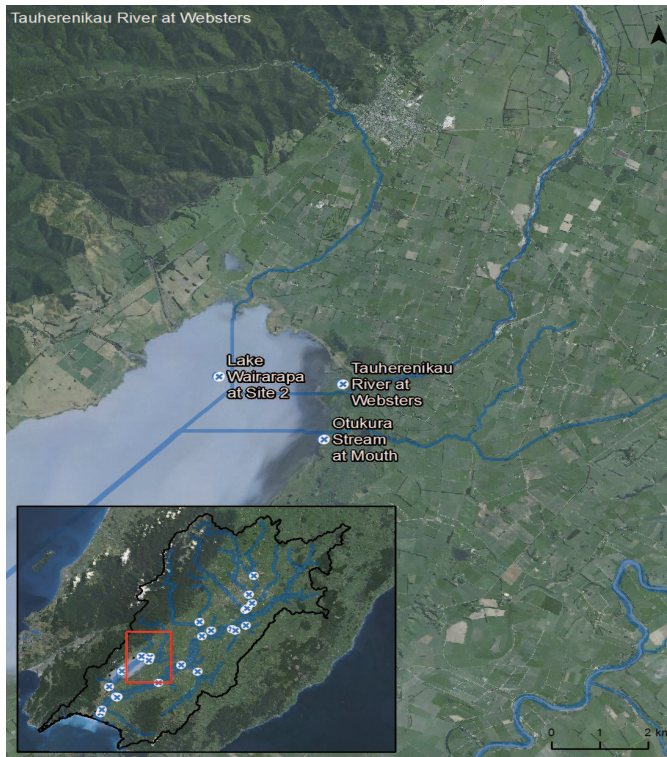 Tauherenikau River at Websters
N
Lake
Wairarapa
at Site 2
Tauherenikau
River at
Websters
Otukura
Stream
at Mouth
0 1 2 km